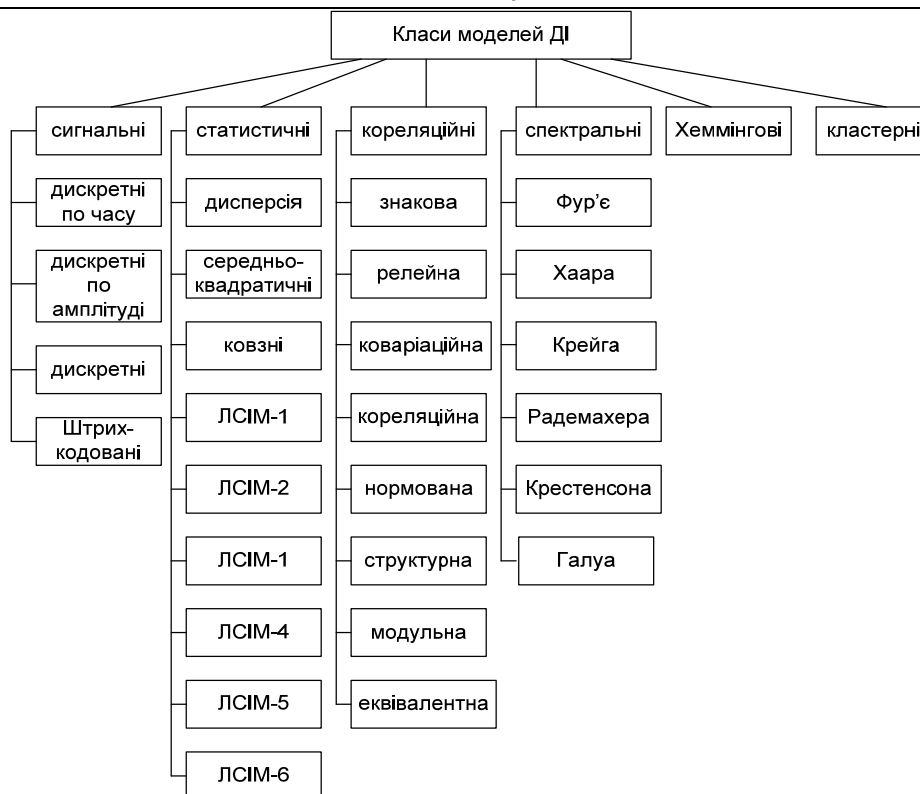 Класи моделей ДІ
сигнальні
статистичні
кореляційні
спектральні
Хеммінгові
кластерні
дискретні
по часу
дискретні
по
амплітуді
дискретні
Штрих-
кодовані
дисперсія
середньо-
квадратичні
ковзні
ЛСІМ-1
ЛСІМ-2
ЛСІМ-1
ЛСІМ-4
ЛСІМ-5
ЛСІМ-6
знакова
релейна
коваріаційна
кореляційна
нормована
структурна
модульна
еквівалентна
Фур’є
Хаара
Крейга
Радемахера
Крестенсона
Галуа